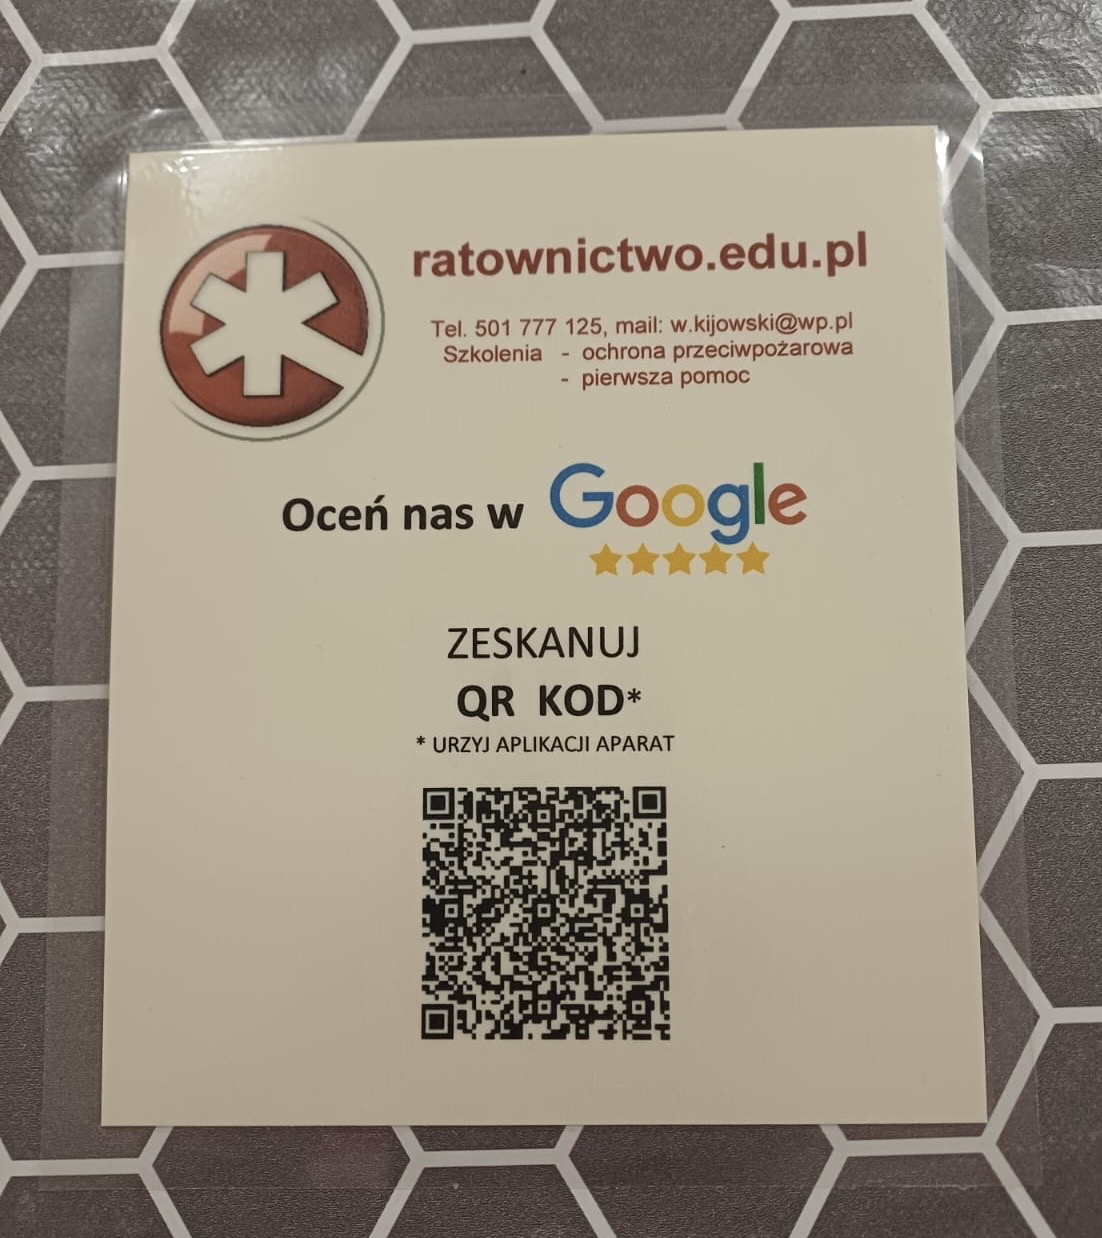 ratownictwo.edu.pl
Tel. 501 777 125, mail: w.kijowski@wp.pl
Szkolenia - ochrona przeciwpożarowa
- pierwsza pomoc
Oceń nas w Google
ZESKANUJ
QR KOD*
* URZYJ APLIKACJI APARAT